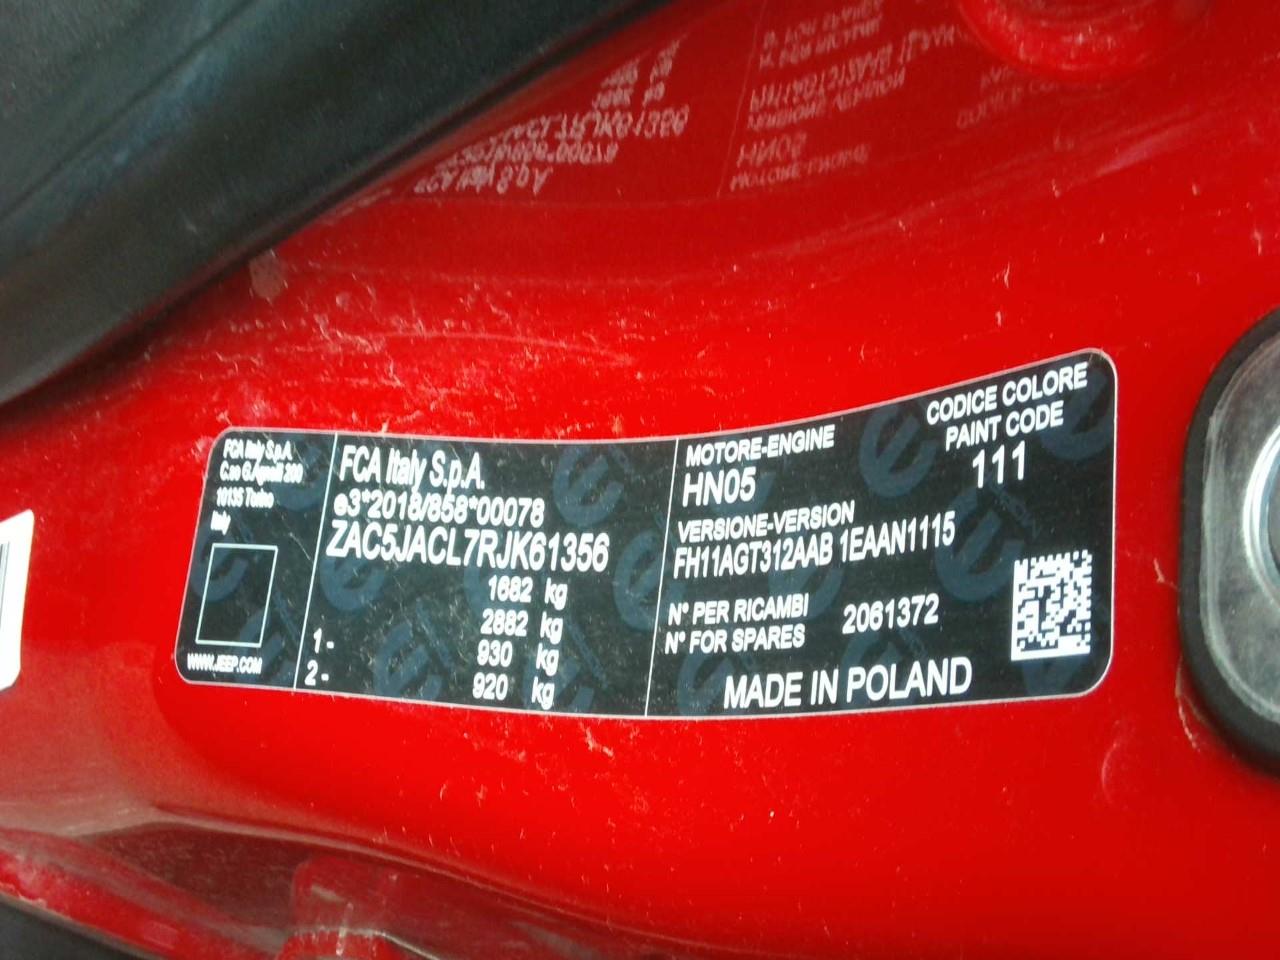 FCA Italy S.p.A.
C.so G.Agnelli 200
10135 Torino
Italy
WWW.JEEP.COM
FCA Italy S.p.A.
e3*2018/858*00078
ZAC5JACL7RJK61356
1682 kg
2882 kg
1- 930 kg
2- 920 kg
MOTORE-ENGINE
HN05
CODICE COLORE
PAINT CODE
111
VERSIONE-VERSION
FH11AGT312AAB 1EAAN1115
N° PER RICAMBI
N° FOR SPARES
2061372
MADE IN POLAND